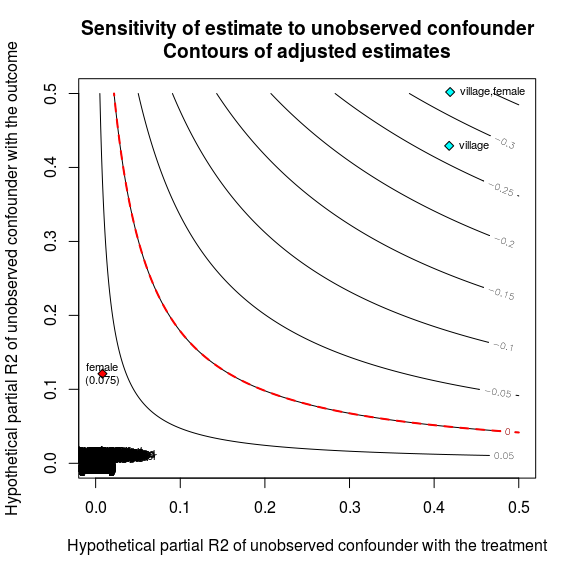 Sensitivity of estimate to unobserved confounder
Contours of adjusted estimates
Hypothetical partial R2 of unobserved confounder with the outcome
0.5
0.4
0.3
0.2
0.1
0.0
village,female
village
−0.3
−0.25
−0.2
−0.15
−0.1
−0.05
0
0.05
female
(0.075)
0.0 0.1 0.2 0.3 0.4 0.5
Hypothetical partial R2 of unobserved confounder with the treatment